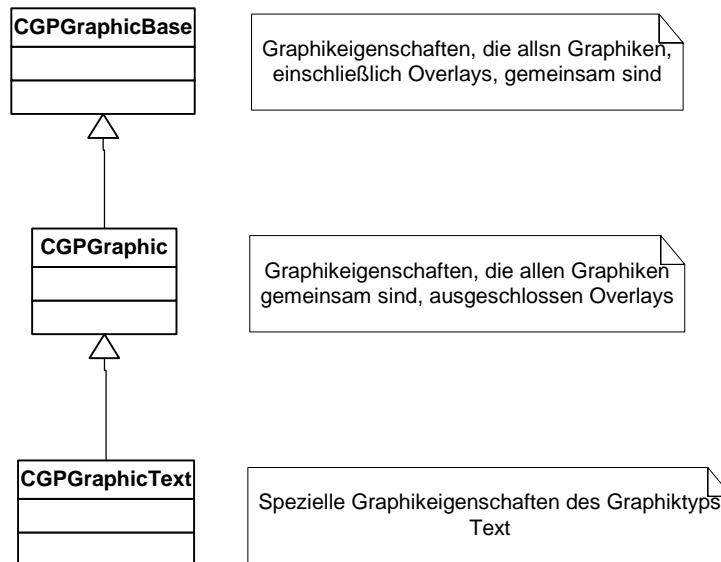 CGPGraphicBase
Graphikeigenschaften, die allsn Graphiken,
einschließlich Overlays, gemeinsam sind
CGPGraphic
Graphikeigenschaften, die allen Graphiken
gemeinsam sind, ausgeschlossen Overlays
CGPGraphicText
Spezielle Graphikeigenschaften des Graphiktyps
Text